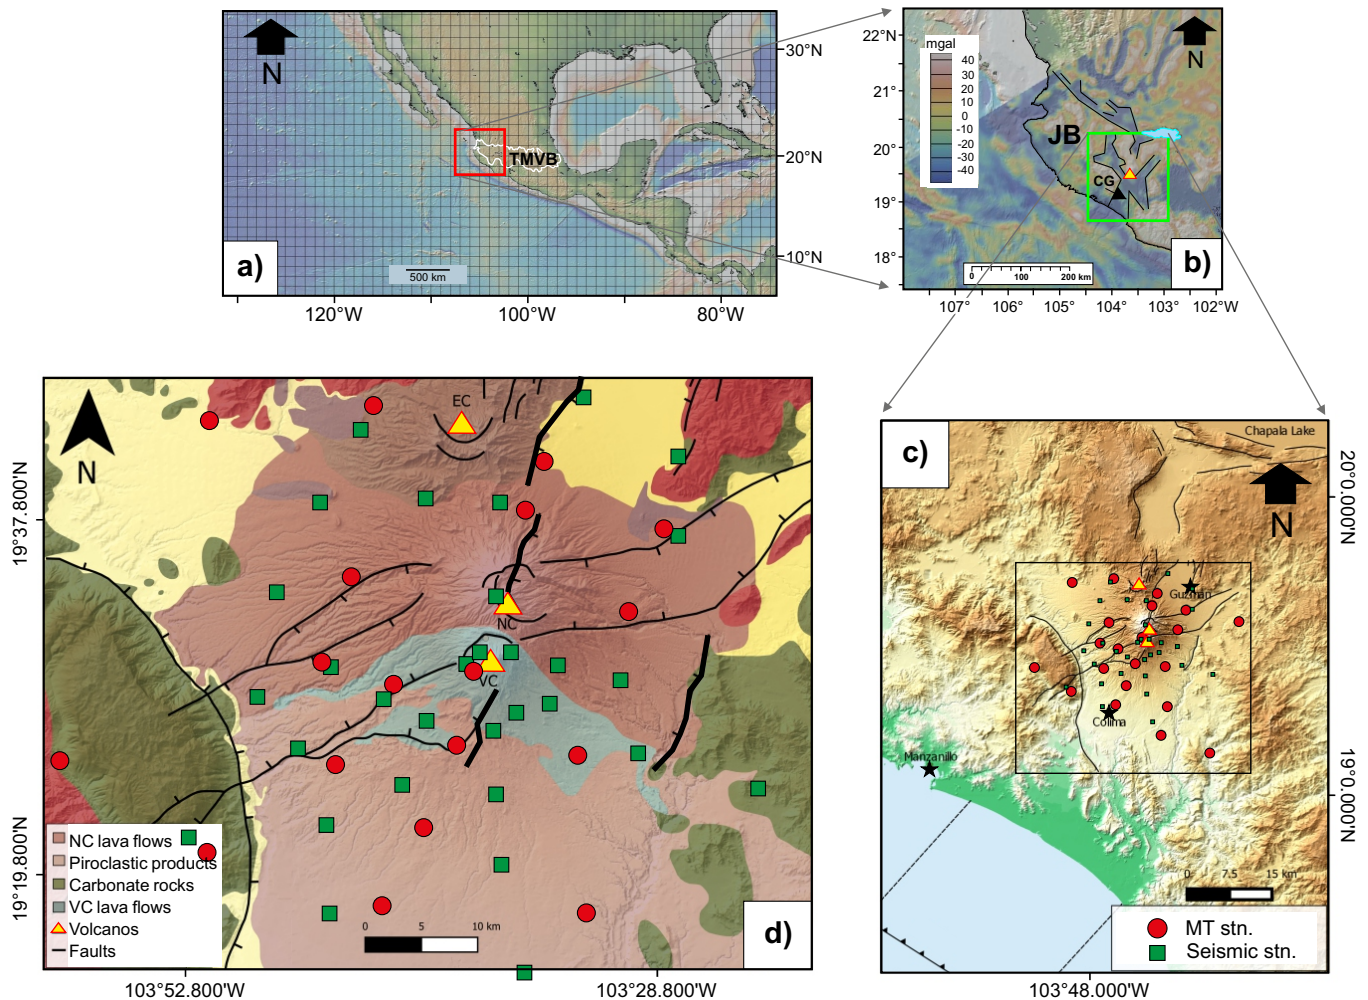 N
TMVB
a)
500 km
30°N
20°N
10°N
120°W
100°W
80°W
mgal
40
30
20
10
0
-10
-20
-30
-40
N
JB
CG
b)
0
100
200 km
22°N
21°
20°
19°
18°
107°
106°
105°
104°
103°
102°W
N
EC
NC
VC
NC lava flows
Piroclastic products
Carbonate rocks
VC lava flows
Volcanos
Faults
0
5
10 km
d)
19°37.800'N
19°19.800'N
103°52.800'W
103°28.800'W
c)
Chapala Lake
N
Guzmán
Colima
Manzanillo
0
7.5
15 km
MT stn.
Seismic stn.
20°0.000'N
19°0.000'N
103°48.000'W